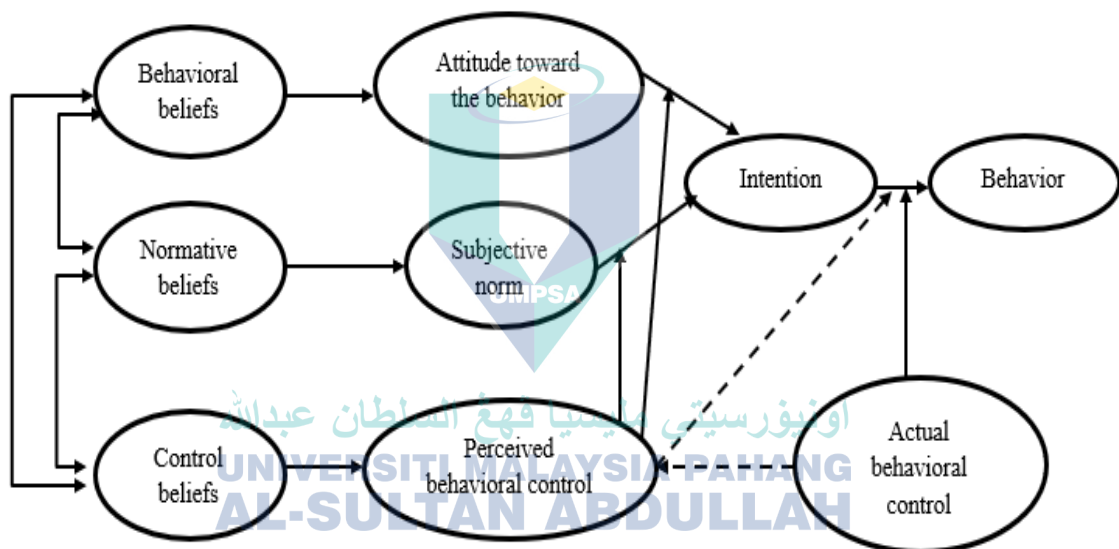 Behavioral
beliefs
Attitude toward
the behavior
Intention
Behavior
Normative
beliefs
Subjective
norm
UMPSA
Control
beliefs
Perceived
behavioral control
Actual
behavioral
control
اونيۏرسيتي مليسيا ڤهڠ السلطان عبدالله
UNIVERSITI MALAYSIA PAHANG
AL-SULTAN ABDULLAH